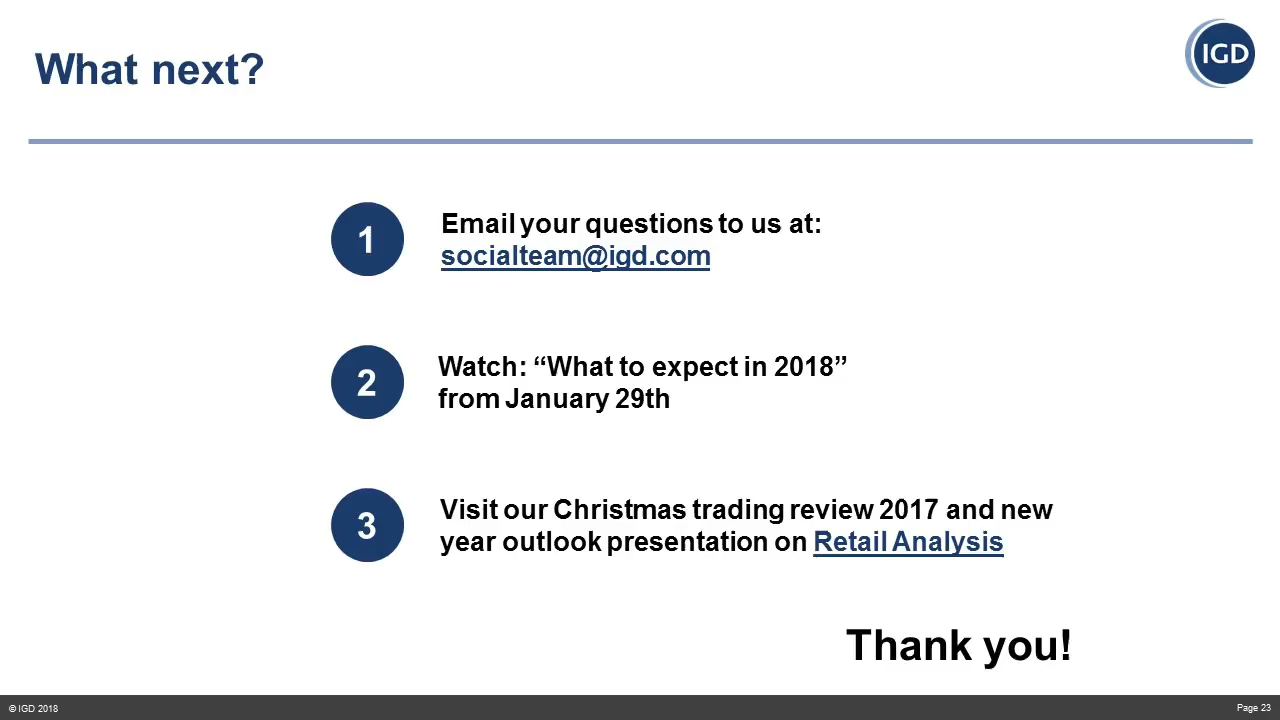 What next?
IGD
1
Email your questions to us at:
socialteam@igd.com
2
Watch: “What to expect in 2018”
from January 29th
3
Visit our Christmas trading review 2017 and new
year outlook presentation on Retail Analysis
Thank you!
© IGD 2018
Page 23